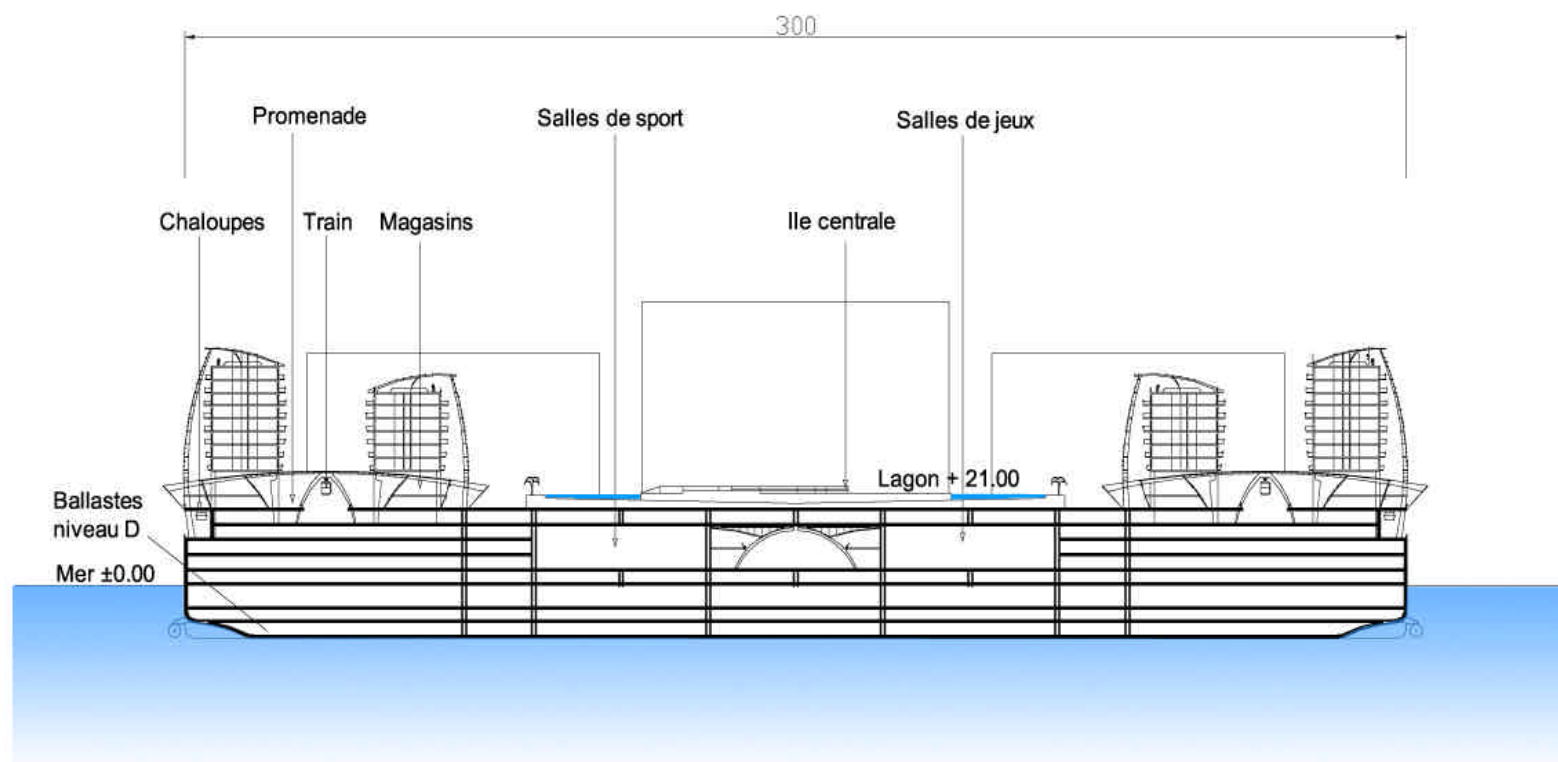 300
Promenade
Salles de sport
Salles de jeux
Chaloupes
Train
Magasins
Ile centrale
Lagon + 21.00
Ballastes
niveau D
Mer ±0.00